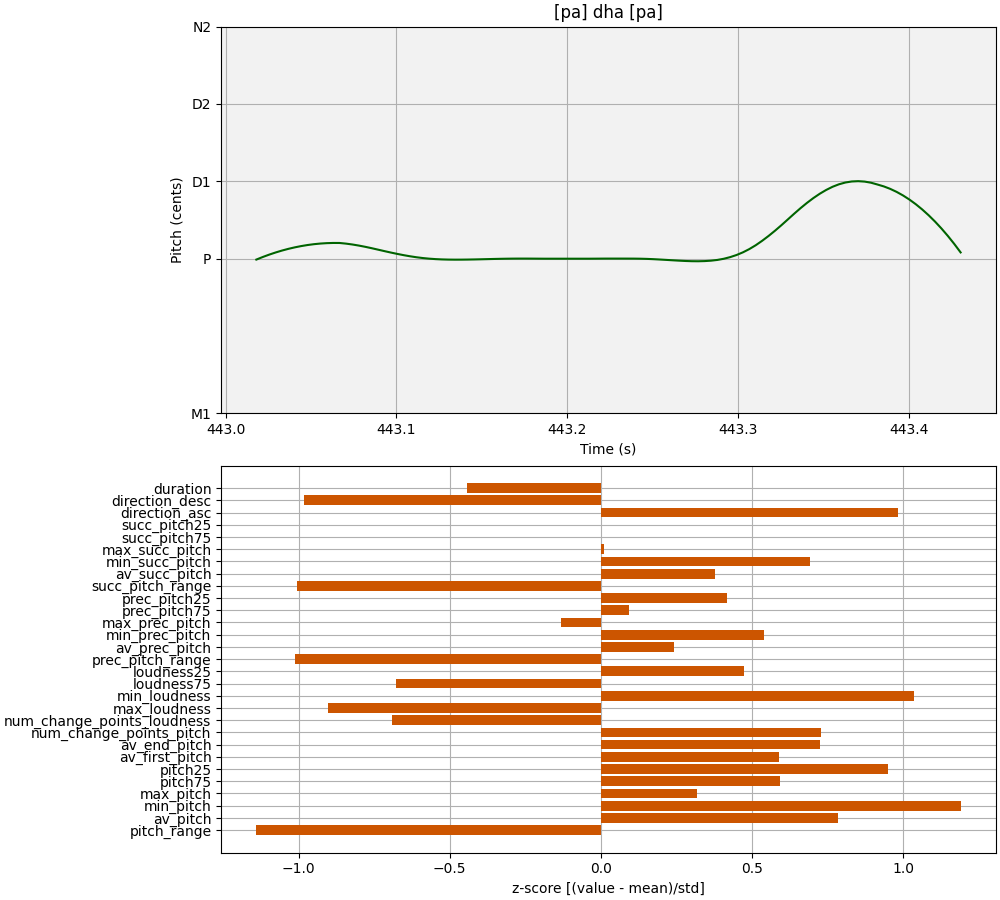 [pa] dha [pa]
N2
D2
D1
P
M1
Pitch (cents)
443.0 443.1 443.2 443.3 443.4
Time (s)
duration
direction_desc
direction_asc
succ_pitch25
succ_pitch75
max_succ_pitch
min_succ_pitch
av_succ_pitch
succ_pitch_range
prec_pitch25
prec_pitch75
max_prec_pitch
min_prec_pitch
av_prec_pitch
prec_pitch_range
loudness25
loudness75
min_loudness
max_loudness
num_change_points_loudness
num_change_points_pitch
av_end_pitch
av_first_pitch
pitch25
pitch75
max_pitch
min_pitch
av_pitch
pitch_range
−1.0 −0.5 0.0 0.5 1.0
z-score [(value - mean)/std]